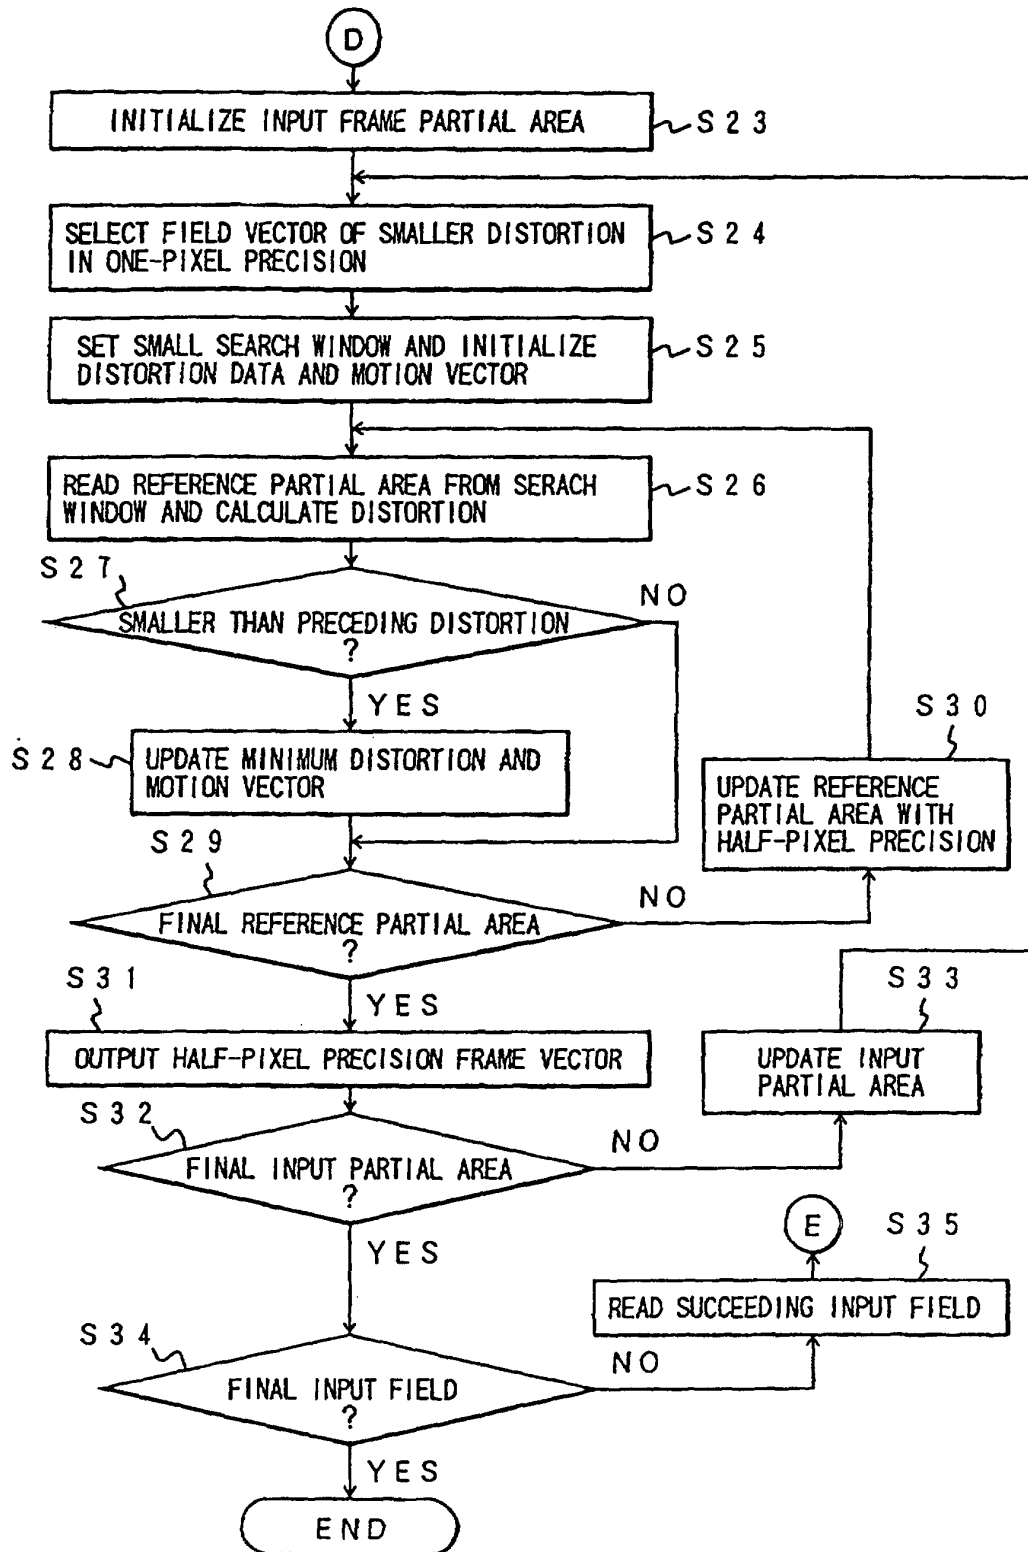 D
INITIALIZE INPUT FRAME PARTIAL AREA
S23
SELECT FIELD VECTOR OF SMALLER DISTORTION
IN ONE-PIXEL PRECISION
S24
SET SMALL SEARCH WINDOW AND INITIALIZE
DISTORTION DATA AND MOTION VECTOR
S25
READ REFERENCE PARTIAL AREA FROM SERACH
WINDOW AND CALCULATE DISTORTION
S26
S27
SMALLER THAN PRECEDING DISTORTION
?
NO
YES
S28
UPDATE MINIMUM DISTORTION AND
MOTION VECTOR
S30
UPDATE REFERENCE
PARTIAL AREA WITH
HALF-PIXEL PRECISION
S29
FINAL REFERENCE PARTIAL AREA
?
NO
YES
S31
OUTPUT HALF-PIXEL PRECISION FRAME VECTOR
S33
UPDATE INPUT
PARTIAL AREA
S32
FINAL INPUT PARTIAL AREA
?
NO
YES
E
S35
READ SUCCEEDING INPUT FIELD
S34
FINAL INPUT FIELD
?
NO
YES
END